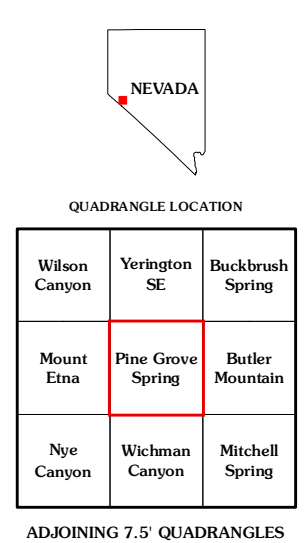 NEVADA
QUADRANGLE LOCATION
Wilson
Canyon
Yerington
SE
Buckbrush
Spring
Mount
Etna
Pine Grove
Spring
Butler
Mountain
Nye
Canyon
Wichman
Canyon
Mitchell
Spring
ADJOINING 7.5' QUADRANGLES